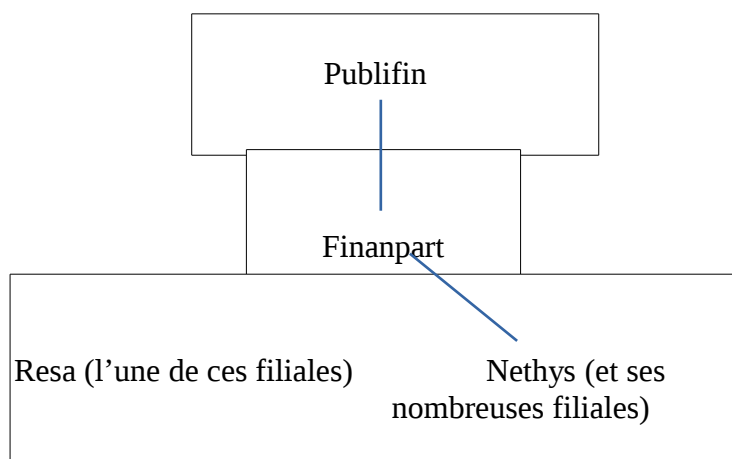 Publifin
Finanpart
Resa (l’une de ces filiales) Nethys (et ses
nombreuses filiales)